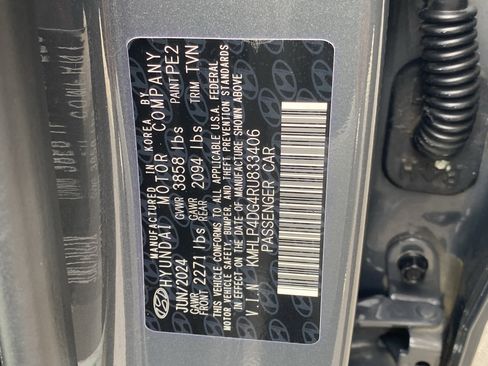 MANUFACTURED IN KOREA BY
HYUNDAI MOTOR COMPANY
JUN/2024 GVWR 3858 lbs PAINT PE2
GAWR FRONT 2271 lbs GAWR REAR 2094 lbs TRIM TVN
THIS VEHICLE CONFORMS TO ALL APPLICABLE U.S.A. FEDERAL
MOTOR VEHICLE SAFETY, BUMPER, AND THEFT PREVENTION STANDARDS
IN EFFECT ON THE DATE OF MANUFACTURE SHOWN ABOVE
V.I.N : KMHLP4DG4RU833406
PASSENGER CAR